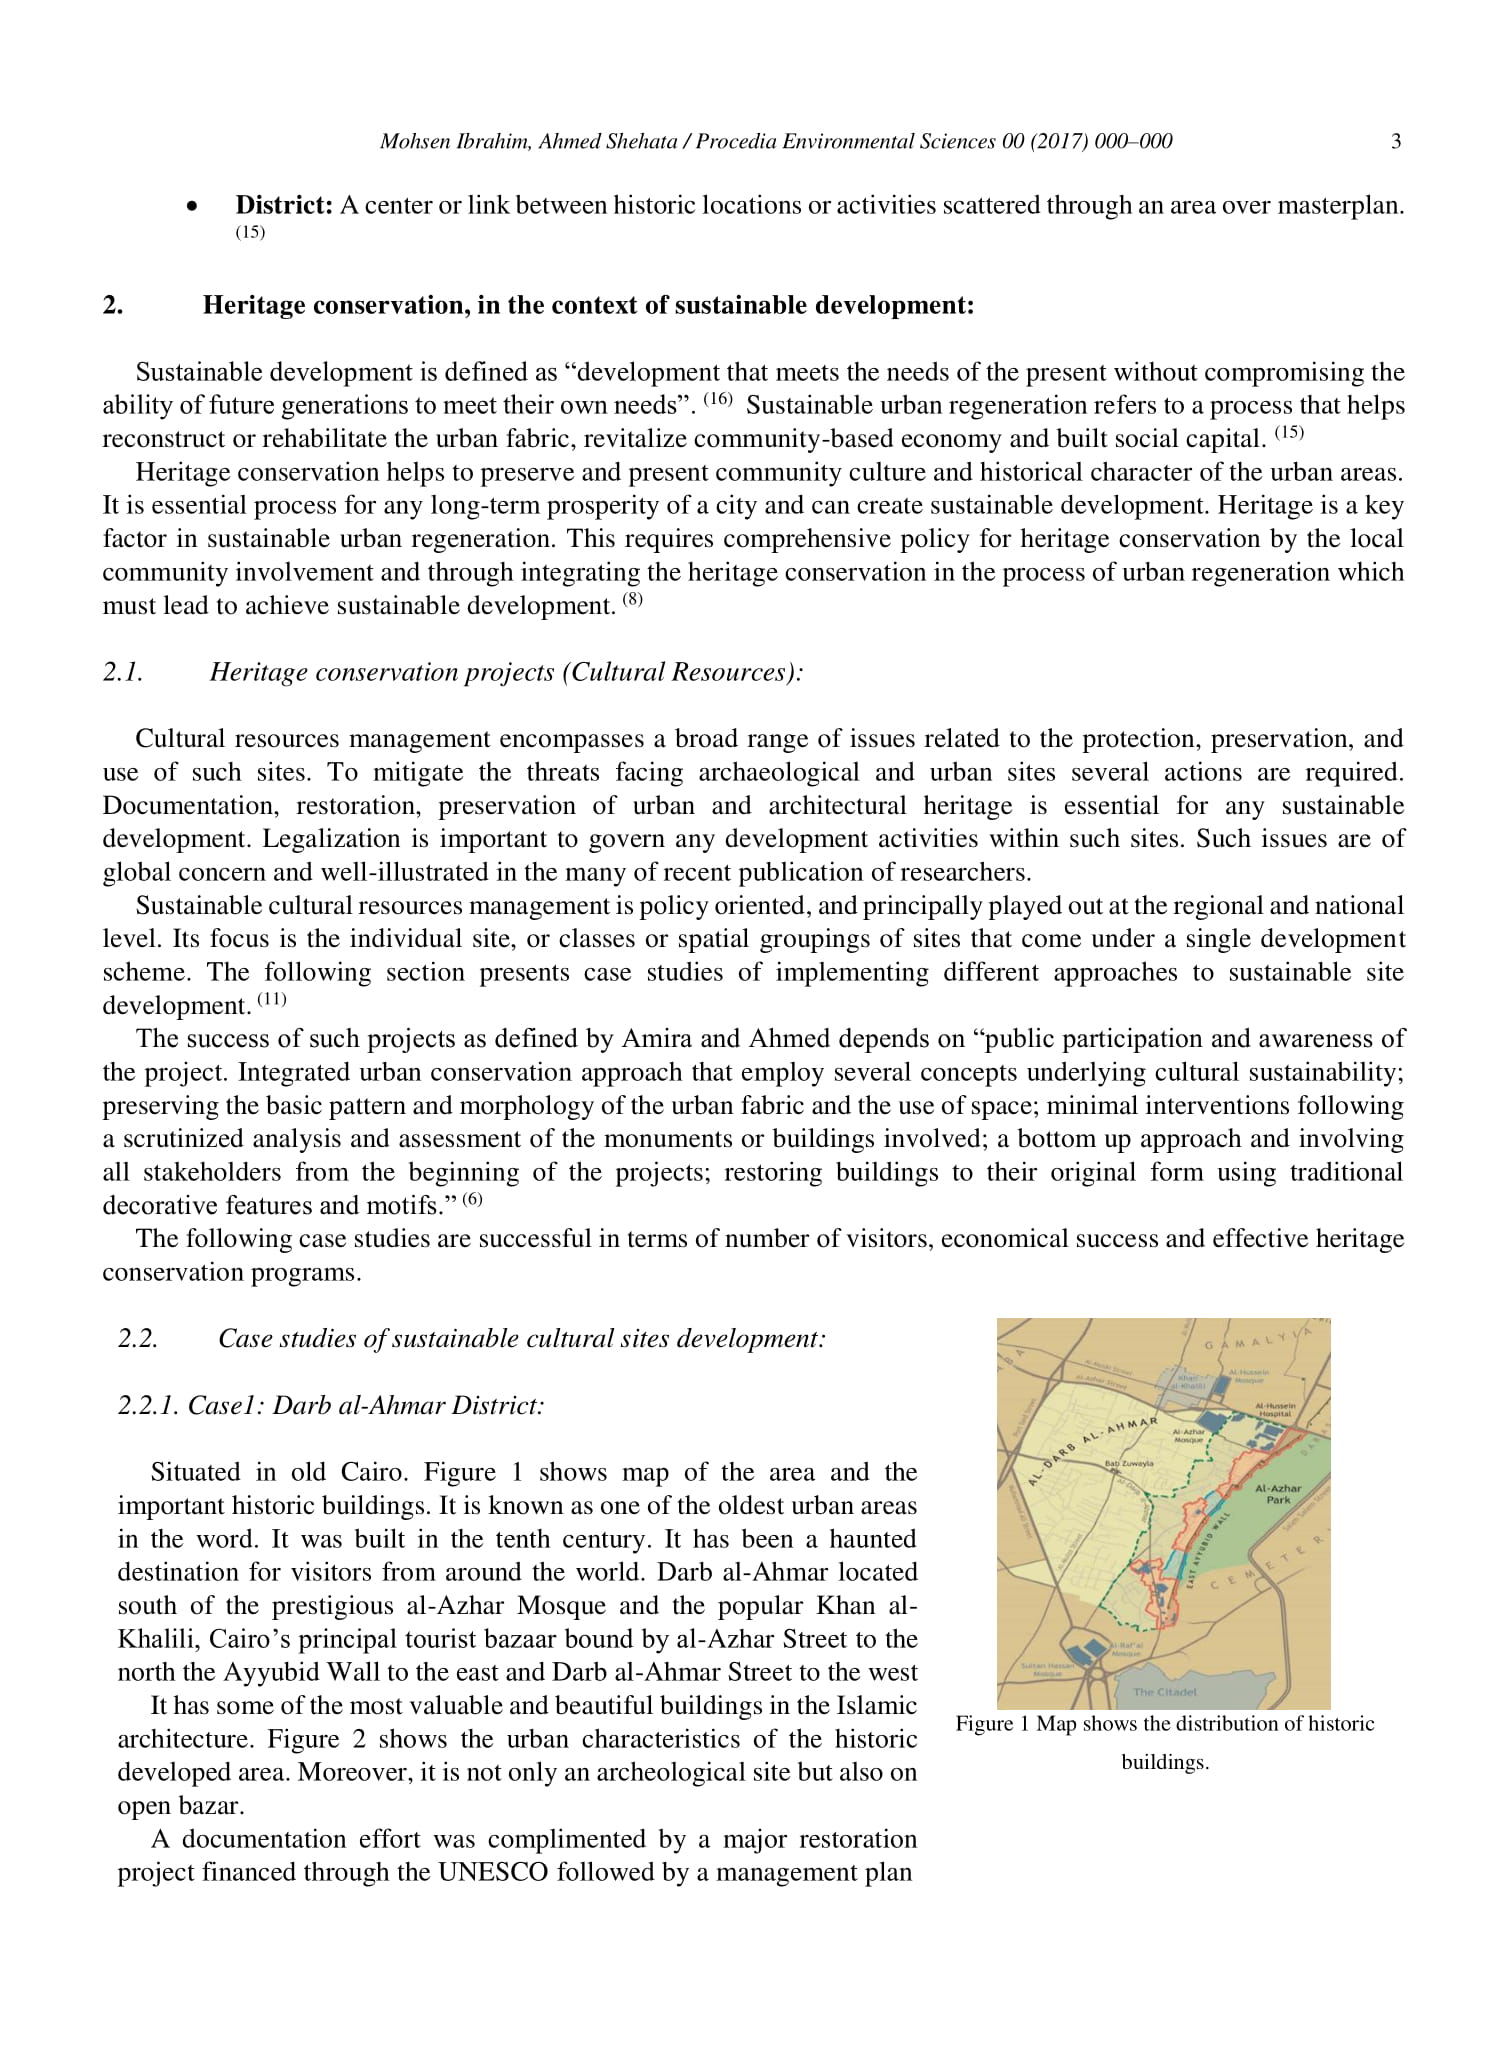 Mohsen Ibrahim, Ahmed Shehata / Procedia Environmental Sciences 00 (2017) 000–000 3
• District: A center or link between historic locations or activities scattered through an area over masterplan.
(15)
2. Heritage conservation, in the context of sustainable development:
Sustainable development is defined as “development that meets the needs of the present without compromising the
ability of future generations to meet their own needs”. (16) Sustainable urban regeneration refers to a process that helps
reconstruct or rehabilitate the urban fabric, revitalize community-based economy and built social capital. (15)
Heritage conservation helps to preserve and present community culture and historical character of the urban areas.
It is essential process for any long-term prosperity of a city and can create sustainable development. Heritage is a key
factor in sustainable urban regeneration. This requires comprehensive policy for heritage conservation by the local
community involvement and through integrating the heritage conservation in the process of urban regeneration which
must lead to achieve sustainable development. (8)
2.1. Heritage conservation projects (Cultural Resources):
Cultural resources management encompasses a broad range of issues related to the protection, preservation, and
use of such sites. To mitigate the threats facing archaeological and urban sites several actions are required.
Documentation, restoration, preservation of urban and architectural heritage is essential for any sustainable
development. Legalization is important to govern any development activities within such sites. Such issues are of
global concern and well-illustrated in the many of recent publication of researchers.
Sustainable cultural resources management is policy oriented, and principally played out at the regional and national
level. Its focus is the individual site, or classes or spatial groupings of sites that come under a single development
scheme. The following section presents case studies of implementing different approaches to sustainable site
development. (11)
The success of such projects as defined by Amira and Ahmed depends on “public participation and awareness of
the project. Integrated urban conservation approach that employ several concepts underlying cultural sustainability;
preserving the basic pattern and morphology of the urban fabric and the use of space; minimal interventions following
a scrutinized analysis and assessment of the monuments or buildings involved; a bottom up approach and involving
all stakeholders from the beginning of the projects; restoring buildings to their original form using traditional
decorative features and motifs.” (6)
The following case studies are successful in terms of number of visitors, economical success and effective heritage
conservation programs.
2.2. Case studies of sustainable cultural sites development:
2.2.1. Case1: Darb al-Ahmar District:
Situated in old Cairo. Figure 1 shows map of the area and the
important historic buildings. It is known as one of the oldest urban areas
in the word. It was built in the tenth century. It has been a haunted
destination for visitors from around the world. Darb al-Ahmar located
south of the prestigious al-Azhar Mosque and the popular Khan al-
Khalili, Cairo’s principal tourist bazaar bound by al-Azhar Street to the
north the Ayyubid Wall to the east and Darb al-Ahmar Street to the west
It has some of the most valuable and beautiful buildings in the Islamic
architecture. Figure 2 shows the urban characteristics of the historic
developed area. Moreover, it is not only an archeological site but also on
open bazar.
A documentation effort was complimented by a major restoration
project financed through the UNESCO followed by a management plan
GAMALYIA
Al-Azhar Street
Khan
al-Khalili
Al-Hussein
Mosque
Al-Hussein
Hospital
Al-Azhar
Mosque
AL-DARB AL-AHMAR
Bab Zuwayla
Al-Azhar
Park
EAST AYYUBID WALL
CEMETERY
Al-Rafa'ai
Mosque
Sultan Hassan
Mosque
The Citadel
Figure 1 Map shows the distribution of historic
buildings.